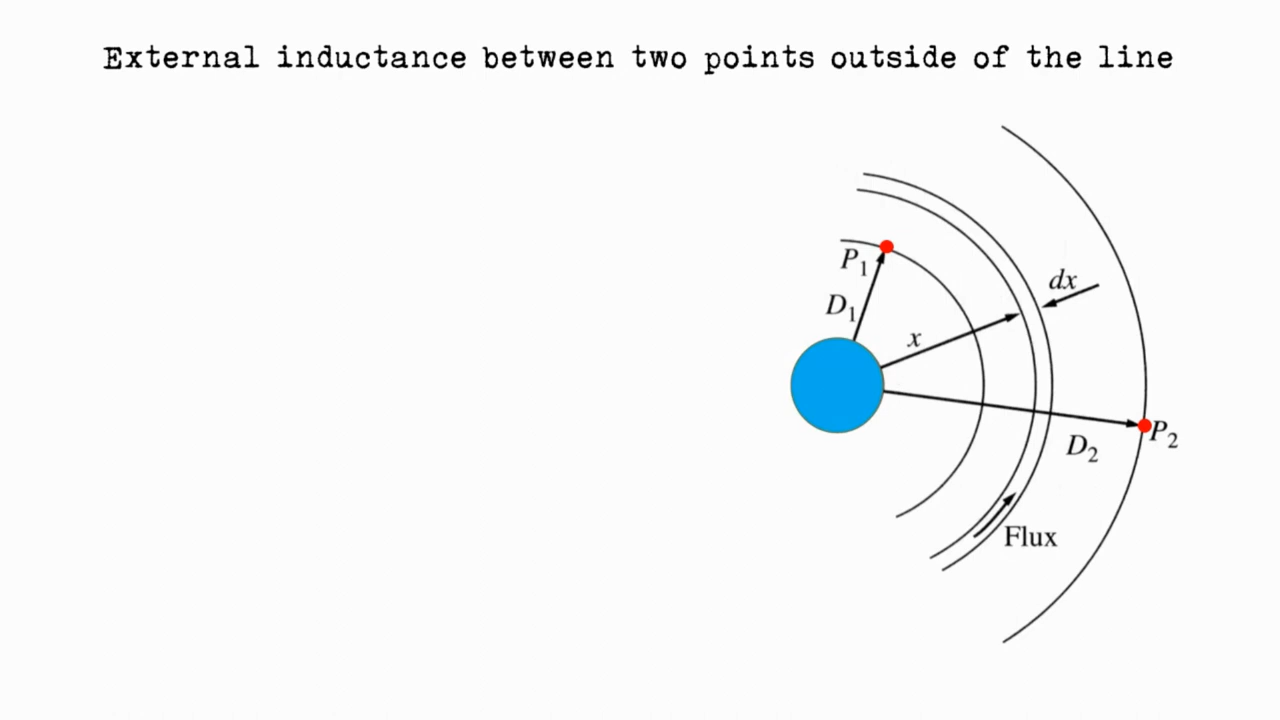 External inductance between two points outside of the line
P₁
dx
D₁
x
P₂
D₂
Flux